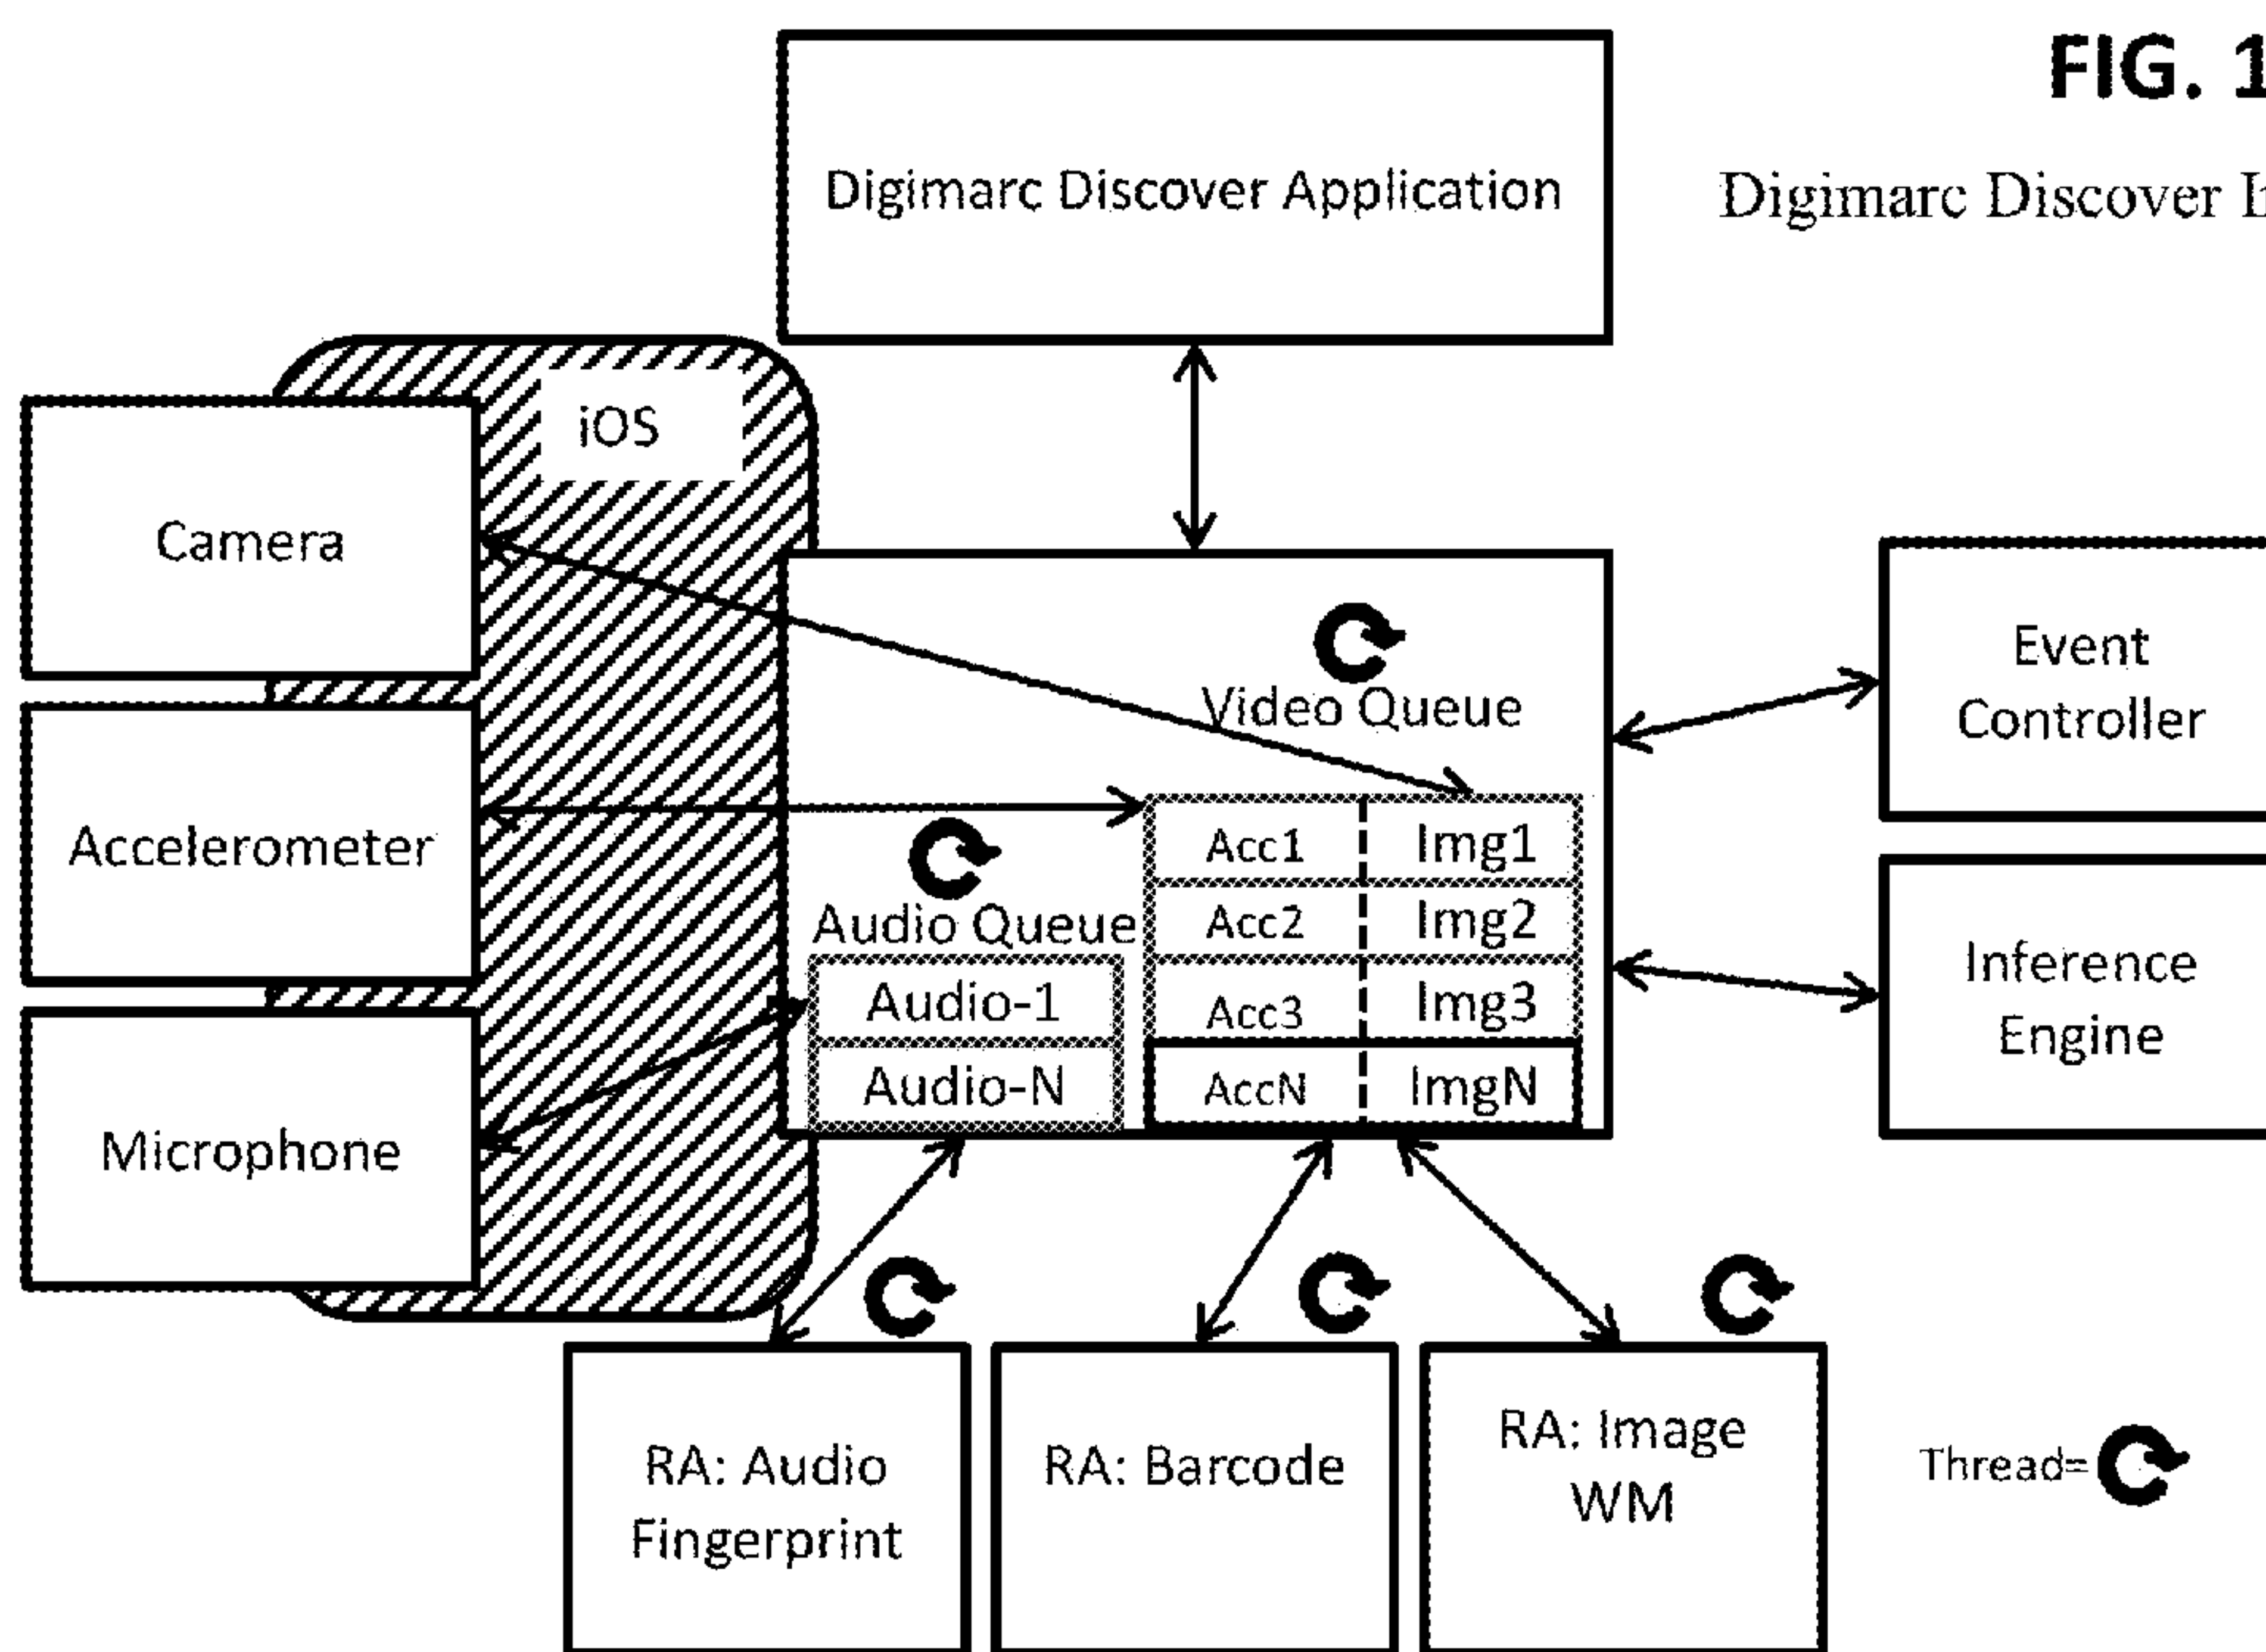 FIG. 1
Digimarc Discover Application
Digimarc Discover
iOS
Camera
Event
Controller
Video Queue
Accelerometer
Acc1 Img1
Audio Queue
Acc2 Img2
Inference
Engine
Audio-1
Acc3 Img3
Audio-N
AccN ImgN
Microphone
RA: Audio
Fingerprint
RA: Barcode
RA: Image
WM
Thread=